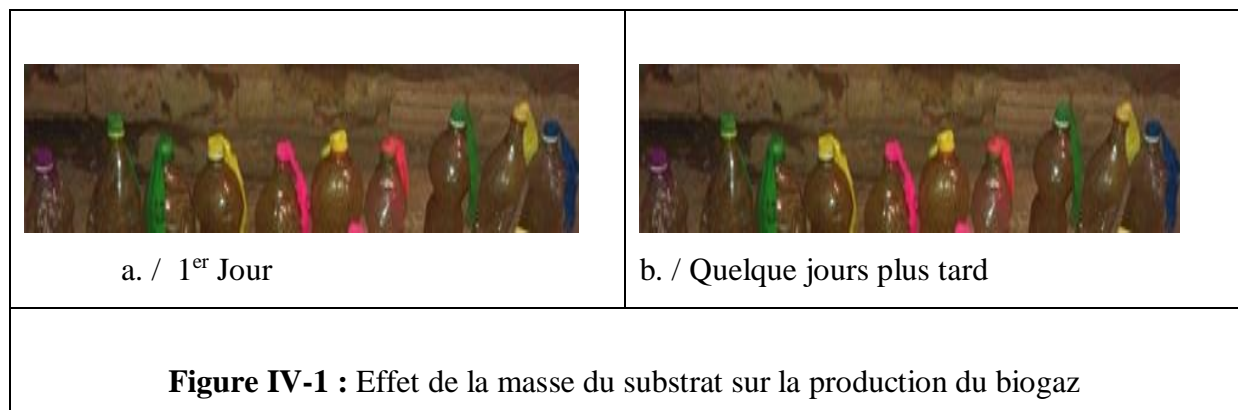 a. / 1er Jour
b. / Quelque jours plus tard
Figure IV-1 : Effet de la masse du substrat sur la production du biogaz